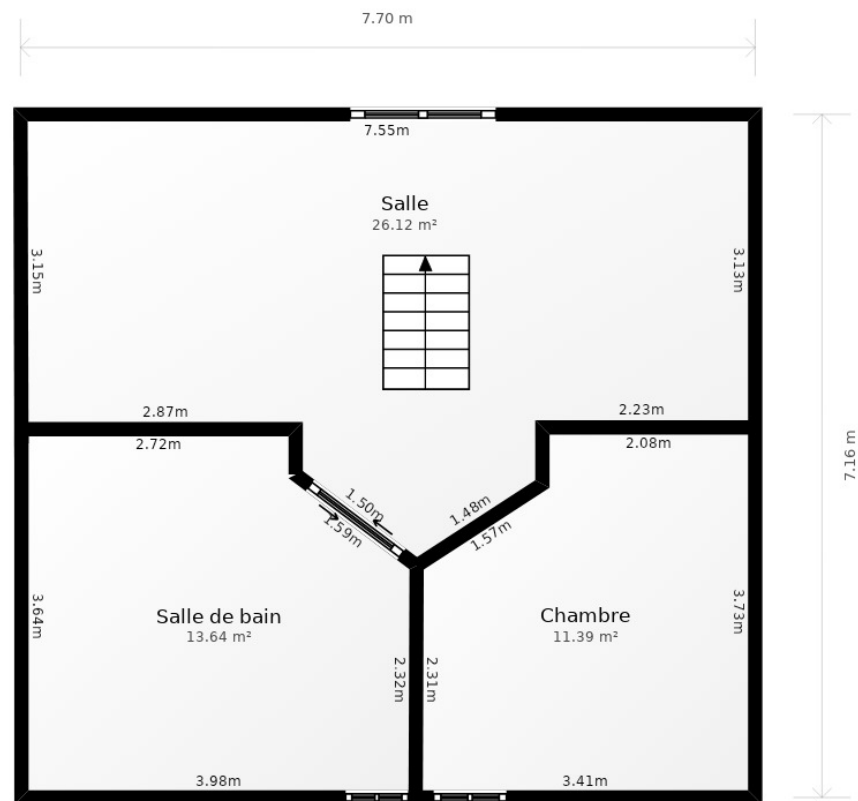 7.70 m
7.55m
Salle
26.12 m²
3.15m
3.13m
2.87m
2.23m
2.72m
2.08m
7.16 m
1.50m
1.59m
1.48m
1.57m
Salle de bain
13.64 m²
Chambre
11.39 m²
3.64m
3.73m
2.32m
2.31m
3.98m
3.41m